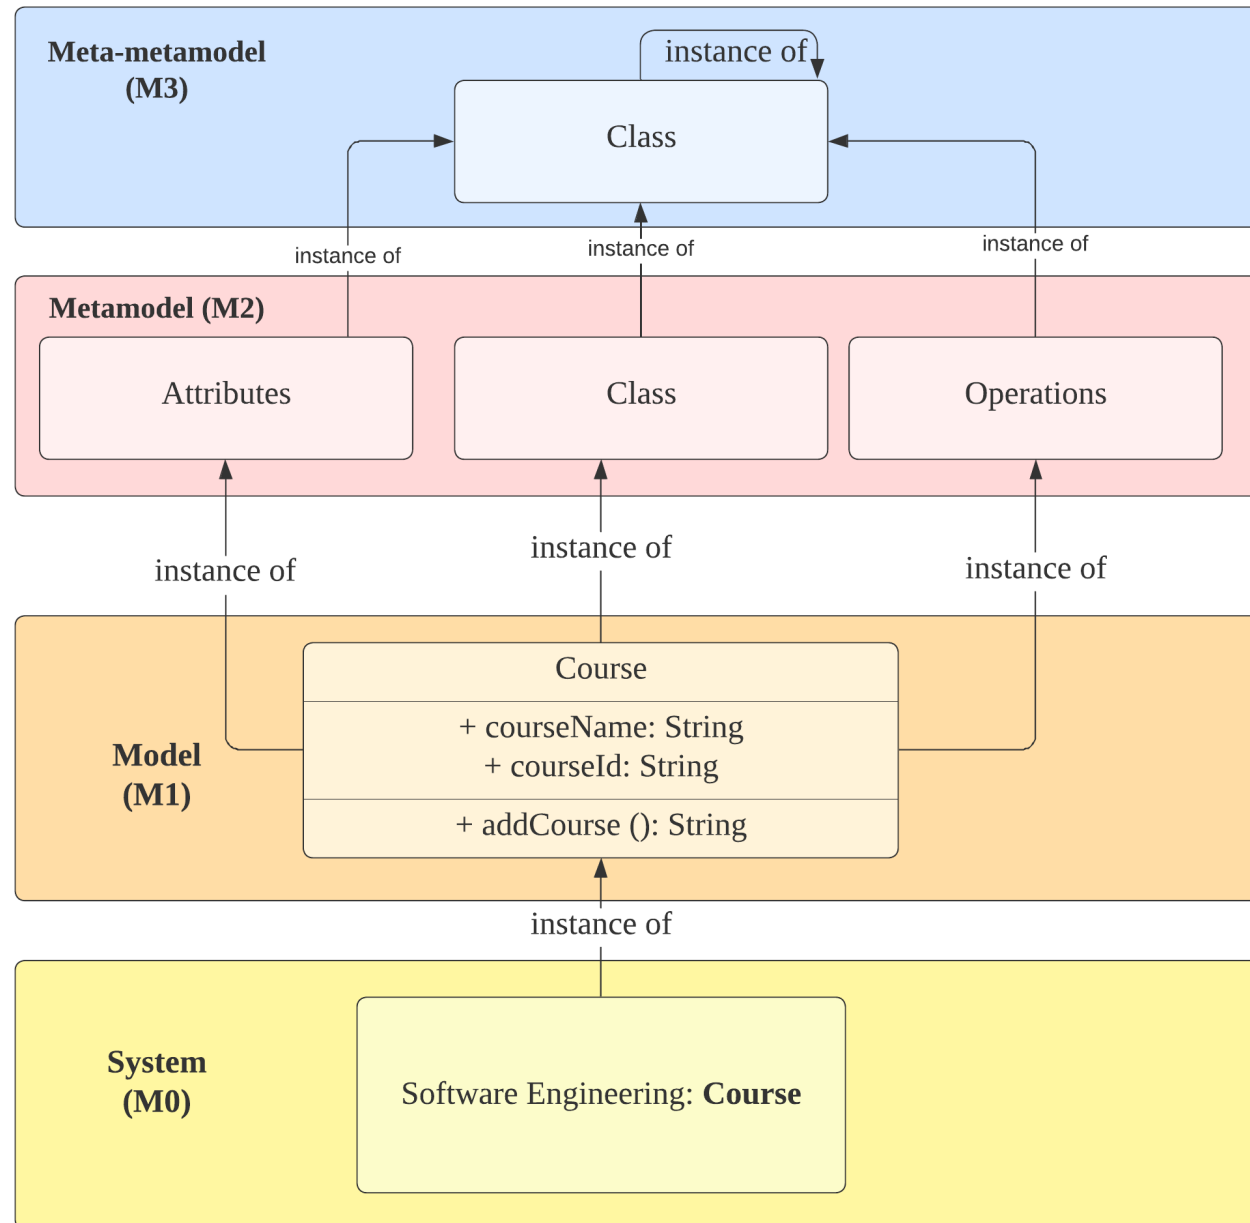 Meta-metamodel
(M3)
instance of
Class
instance of
instance of
instance of
Metamodel (M2)
Attributes
Class
Operations
instance of
instance of
instance of
Model
(M1)
Course
+ courseName: String
+ courseId: String
+ addCourse (): String
instance of
System
(M0)
Software Engineering: Course